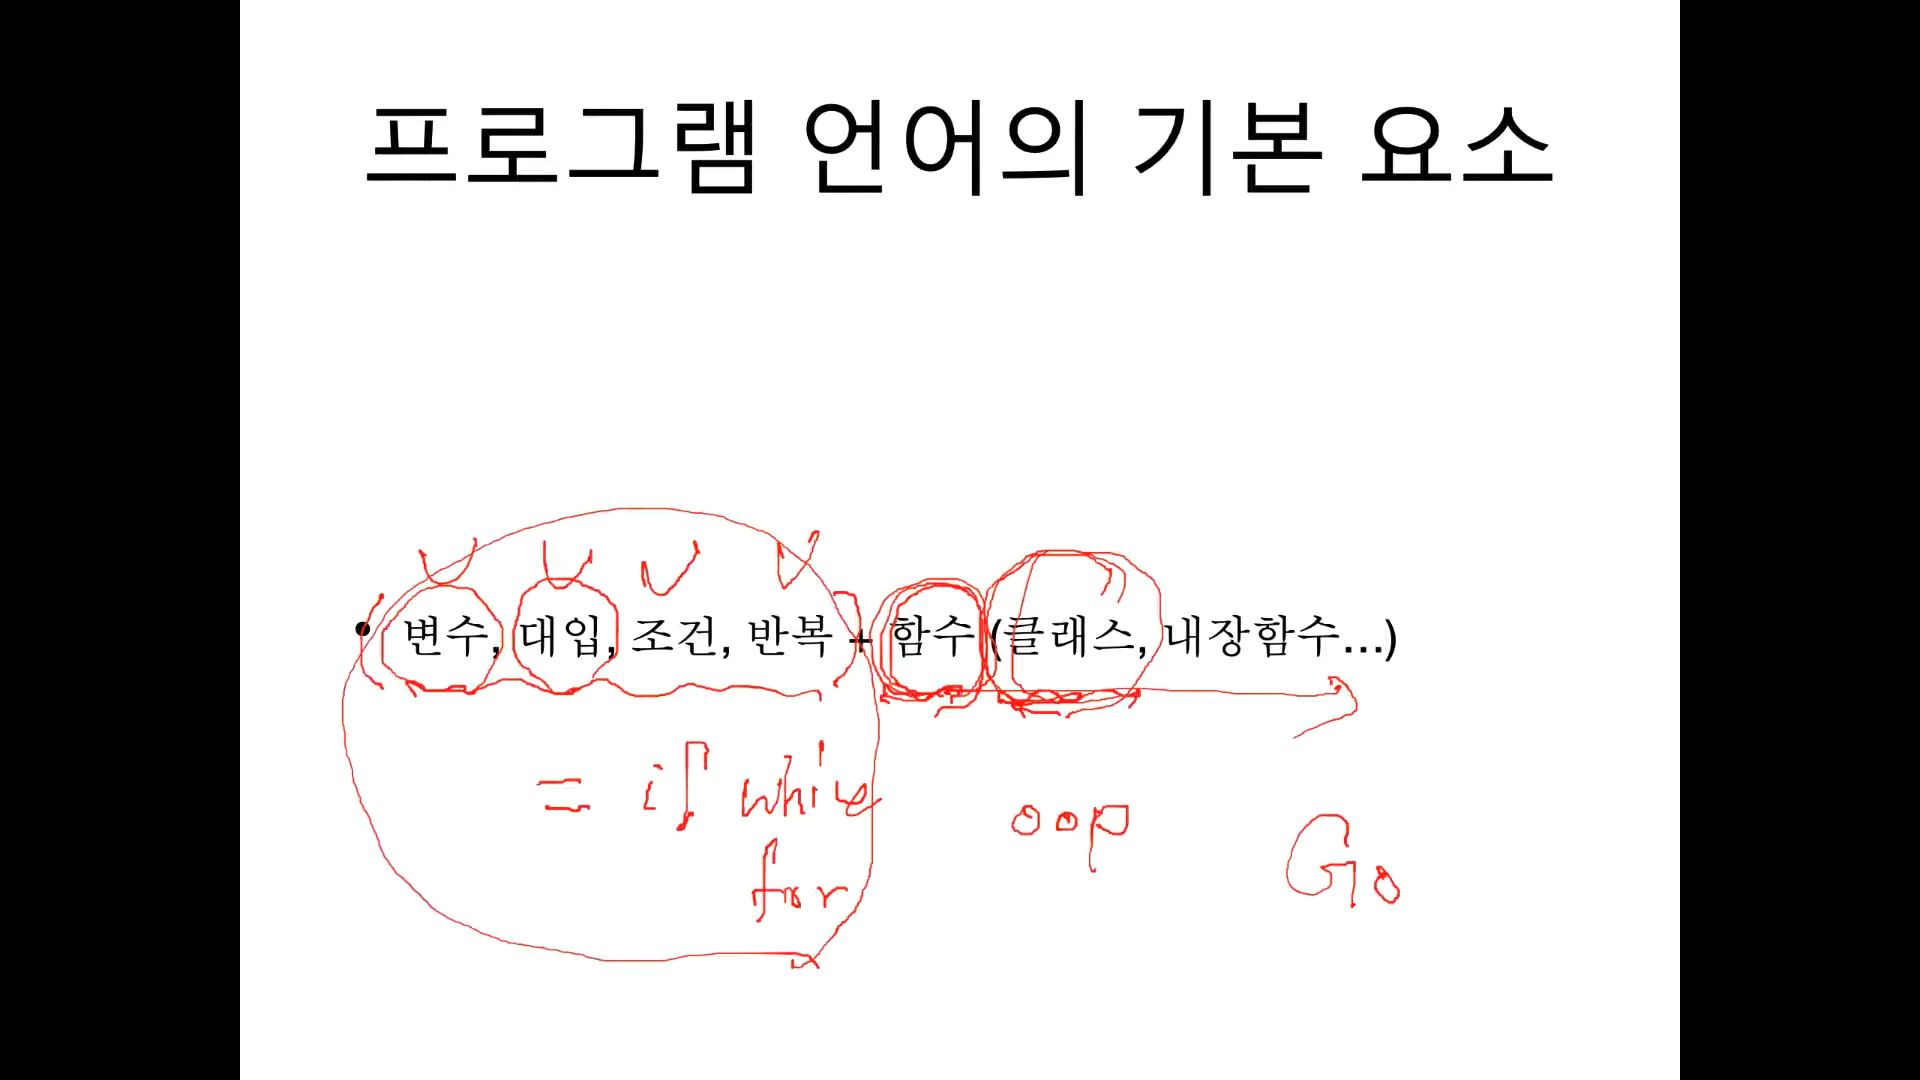 프로그램 언어의 기본 요소
• 변수, 대입, 조건, 반복 + 함수 (클래스, 내장함수...)
= if while
oop
for
Go